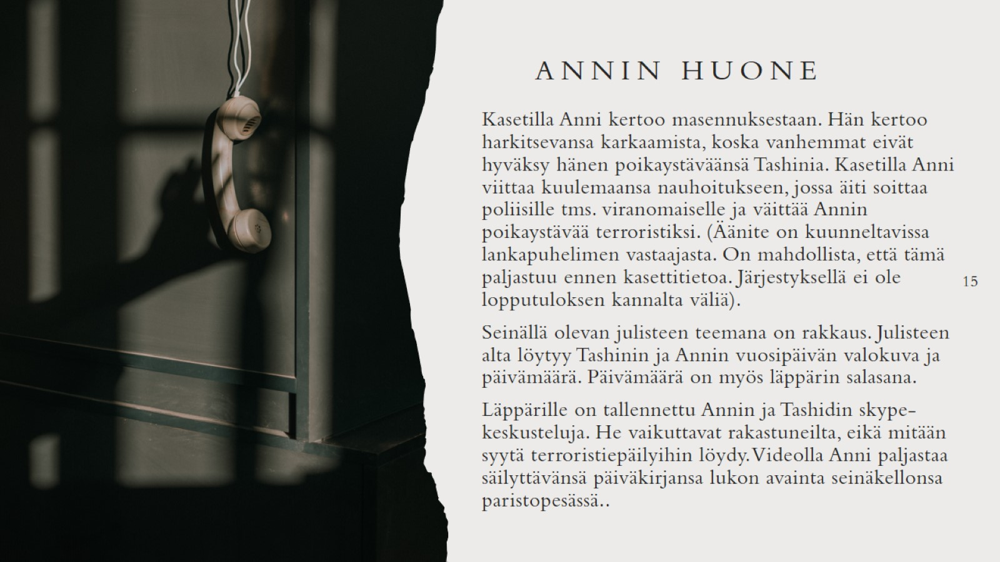 ANNIN HUONE
Kasetilla Anni kertoo masennuksestaan. Hän kertoo
harkitsevansa karkaamista, koska vanhemmat eivät
hyväksy hänen poikaystäväänsä Tashinia. Kasetilla Anni
viittaa kuulemaansa nauhoitukseen, jossa äiti soittaa
poliisille tms. viranomaiselle ja väittää Annin
poikaystävää terroristiksi. (Äänite on kuunneltavissa
lankapuhelimen vastaajasta. On mahdollista, että tämä
paljastuu ennen kasettitietoa. Järjestyksellä ei ole
lopputuloksen kannalta väliä).
15
Seinällä olevan julisteen teemana on rakkaus. Julisteen
alta löytyy Tashinin ja Annin vuosipäivän valokuva ja
päivämäärä. Päivämäärä on myös läppärin salasana.
Läppärille on tallennettu Annin ja Tashidin skype-
keskusteluja. He vaikuttavat rakastuneilta, eikä mitään
syytä terroristiepäilyihin löydy. Videolla Anni paljastaa
säilyttävänsä päiväkirjansa lukon avainta seinäkellonsa
paristopesässä..